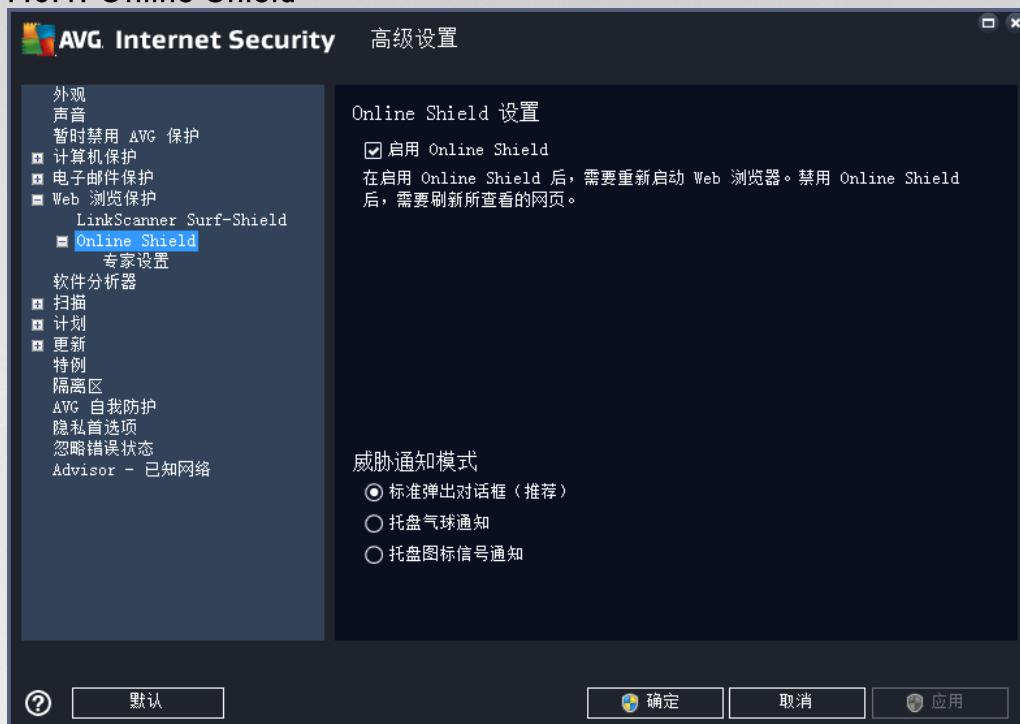 AVG Internet Security 高级设置
外观
声音
暂时禁用 AVG 保护
计算机保护
电子邮件保护
Web 浏览保护
LinkScanner Surf-Shield
Online Shield
专家设置
软件分析器
扫描
计划
更新
特例
隔离区
AVG 自我防护
隐私首选项
忽略错误状态
Advisor - 已知网络
Online Shield 设置
启用 Online Shield
在启用 Online Shield 后，需要重新启动 Web 浏览器。禁用 Online Shield
后，需要刷新所查看的网页。
威胁通知模式
标准弹出对话框（推荐）
托盘气球通知
托盘图标信号通知
默认
确定
取消
应用